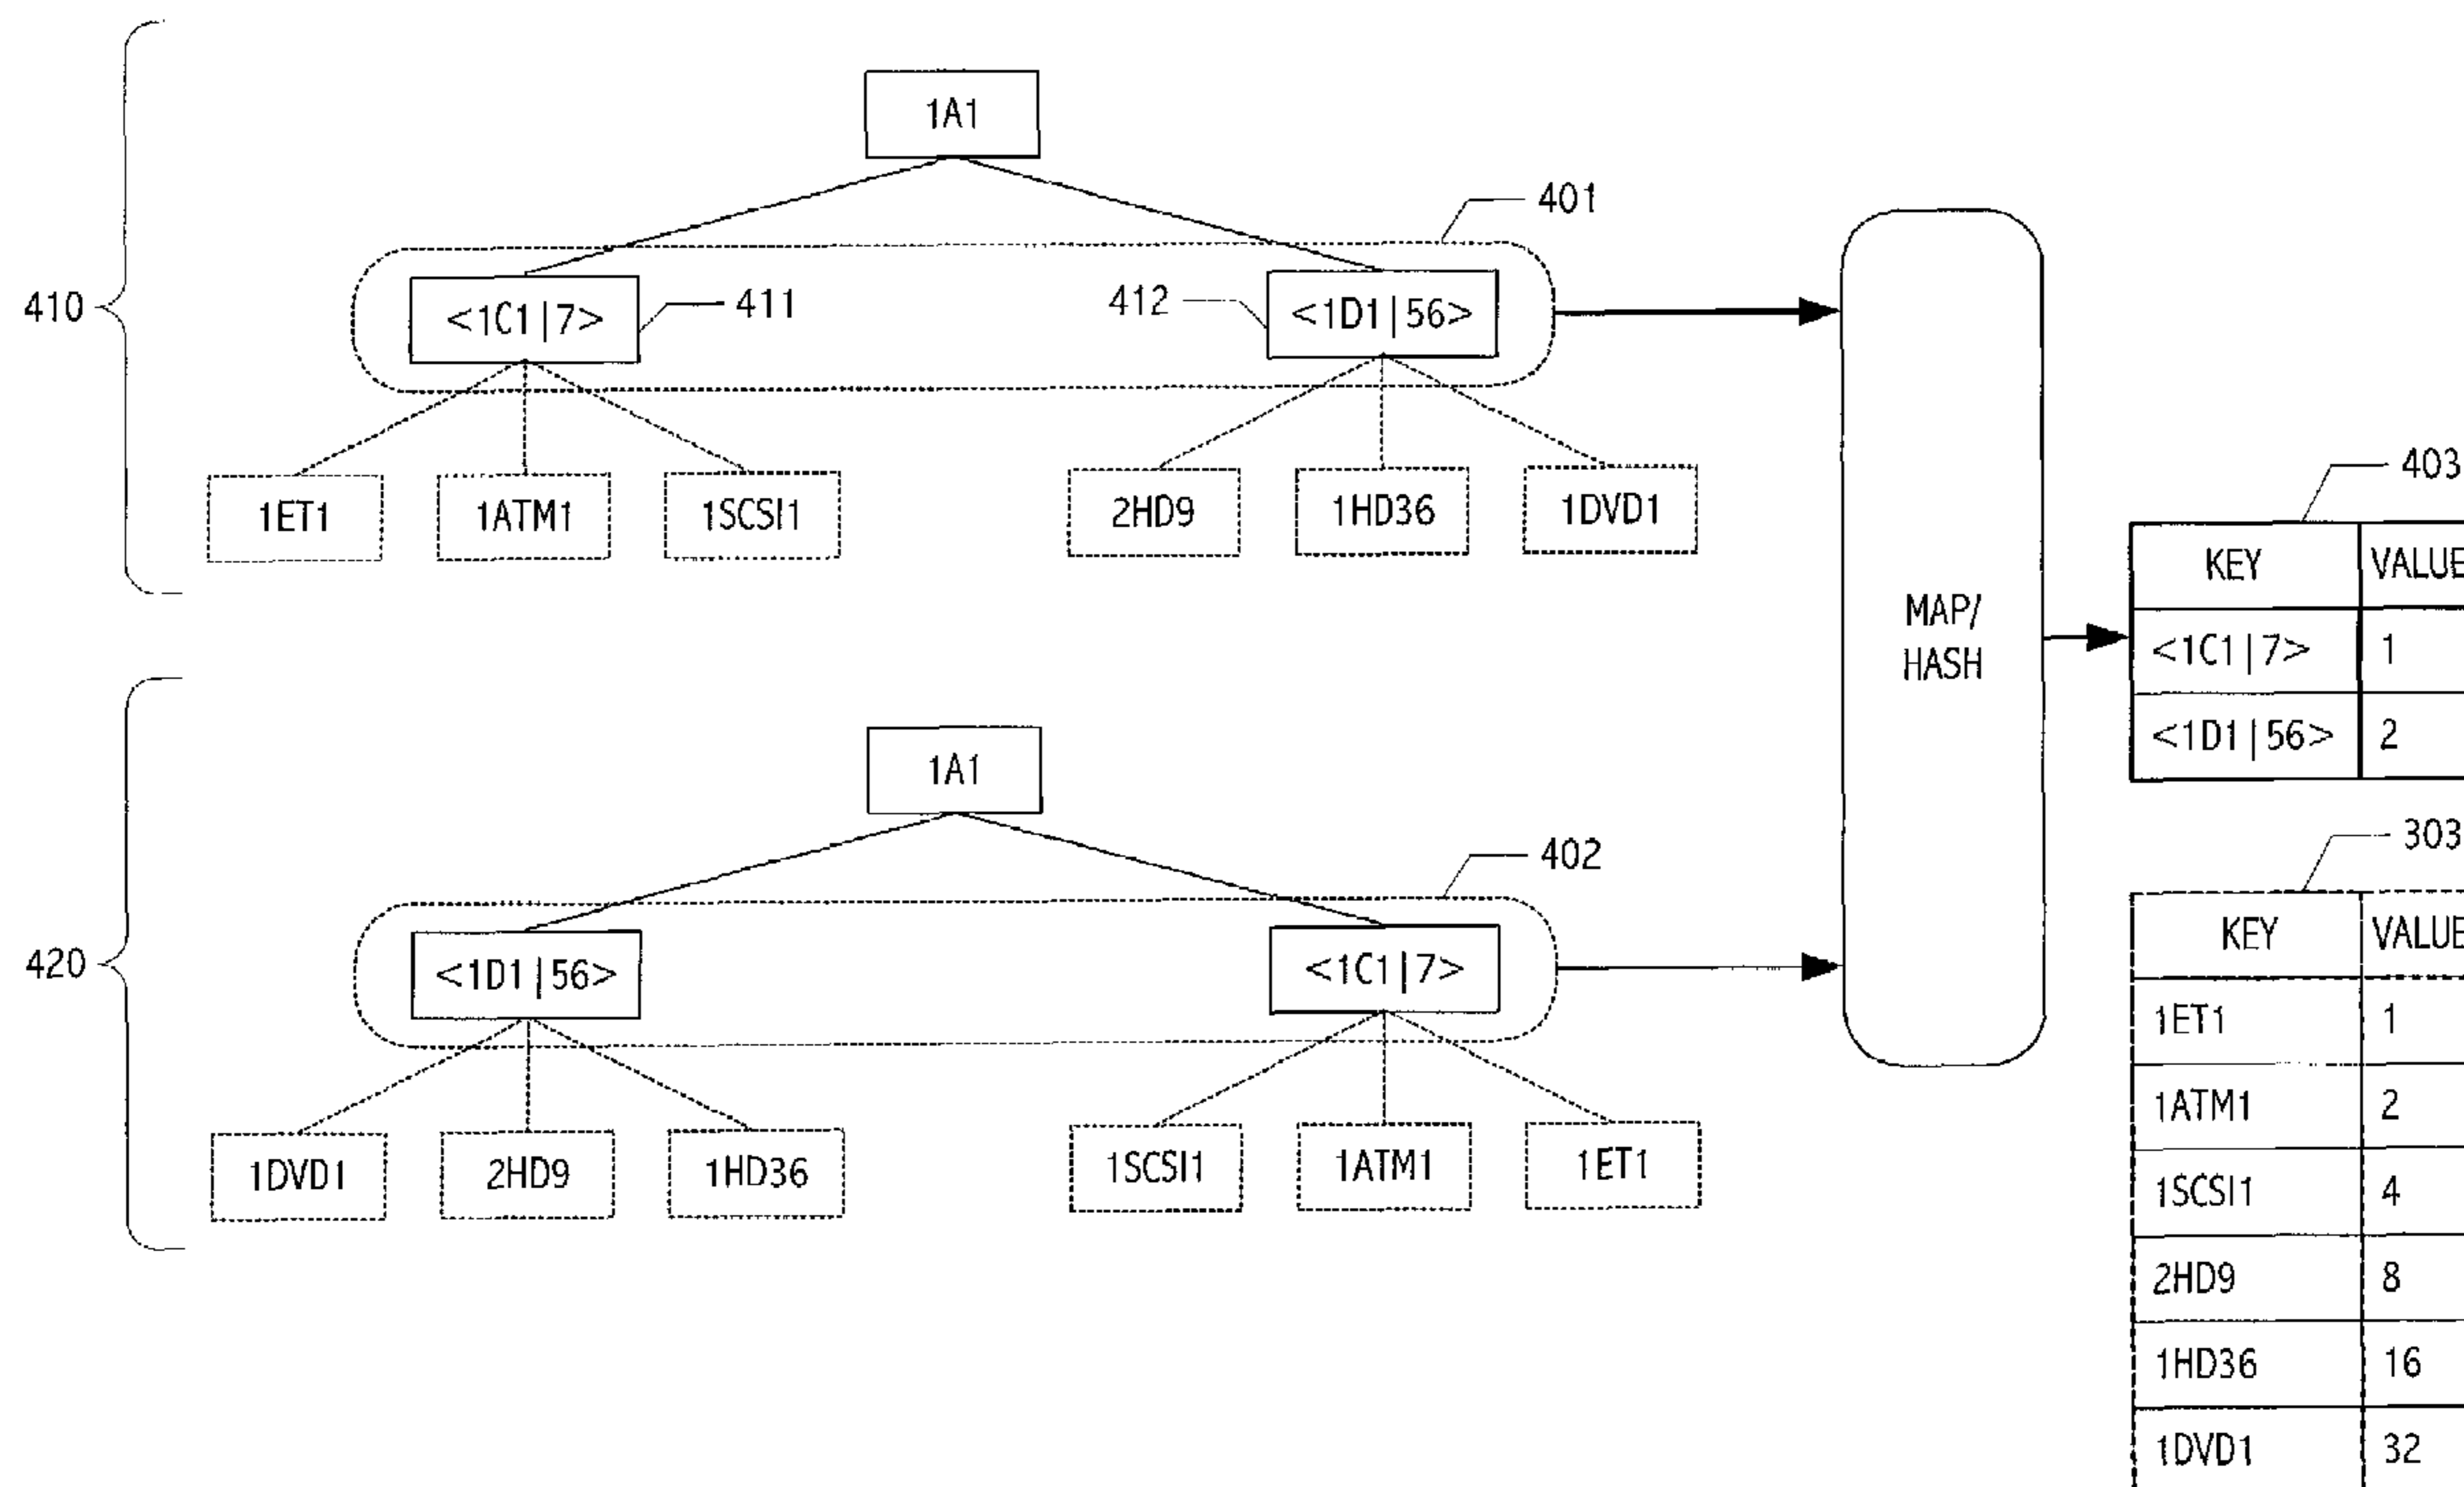 410
1A1
401
<1C1|7>
411
412
<1D1|56>
1ET1
1ATM1
1SCSI1
2HD9
1HD36
1DVD1
420
1A1
402
<1D1|56>
<1C1|7>
1DVD1
2HD9
1HD36
1SCSI1
1ATM1
1ET1
MAP/
HASH
403
KEY VALUE
<1C1|7> 1
<1D1|56> 2
303
KEY VALUE
1ET1 1
1ATM1 2
1SCSI1 4
2HD9 8
1HD36 16
1DVD1 32